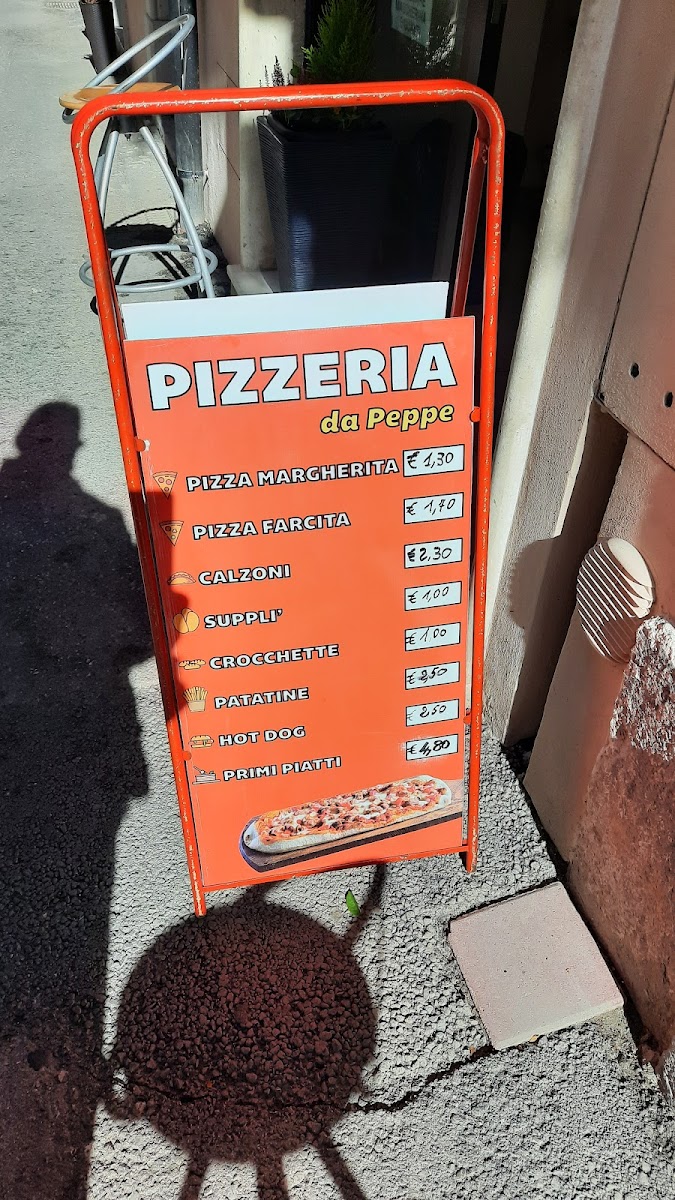 PIZZERIA
da Peppe
PIZZA MARGHERITA € 1,30
PIZZA FARCITA € 1,70
CALZONI € 2,30
SUPPLI' € 1,00
CROCCHETTE € 1,00
PATATINE € 2,50
HOT DOG € 2,50
PRIMI PIATTI € 4,80